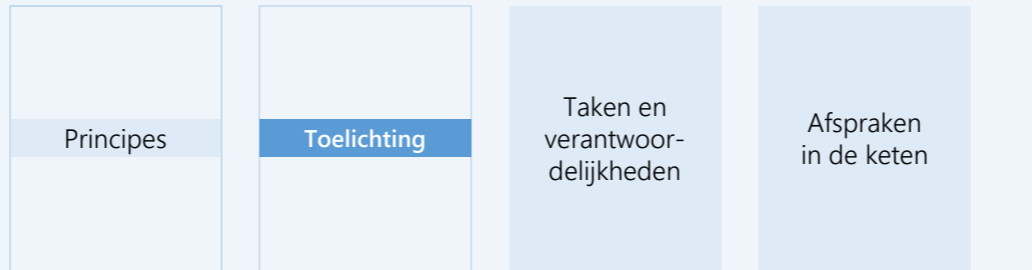 Principes
Toelichting
Taken en
verantwoor-
delijkheden
Afspraken
in de keten